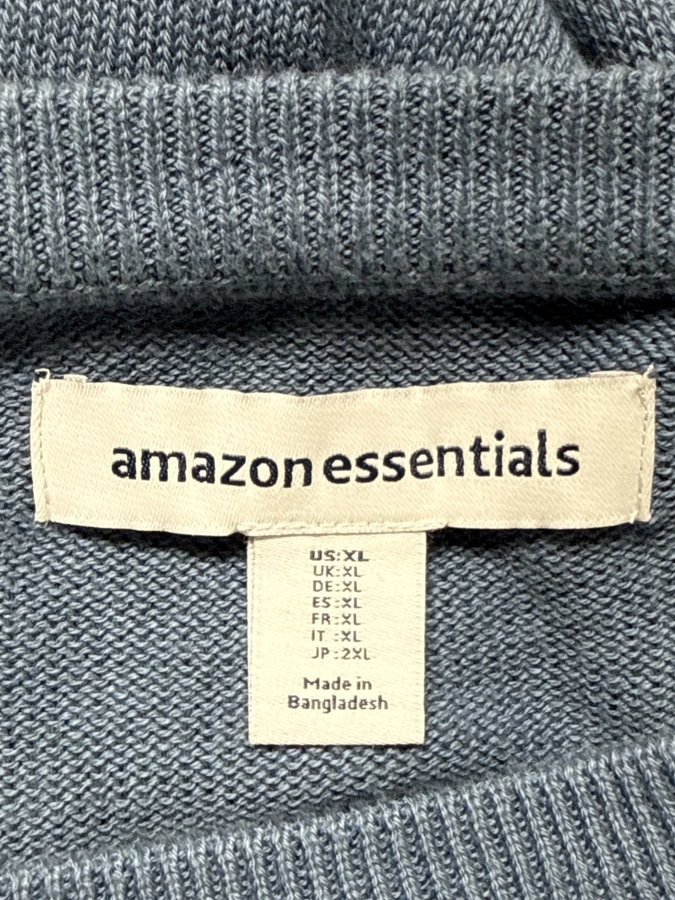 amazon essentials
US:XL
UK:XL
DE:XL
ES:XL
FR:XL
IT :XL
JP:2XL
Made in
Bangladesh